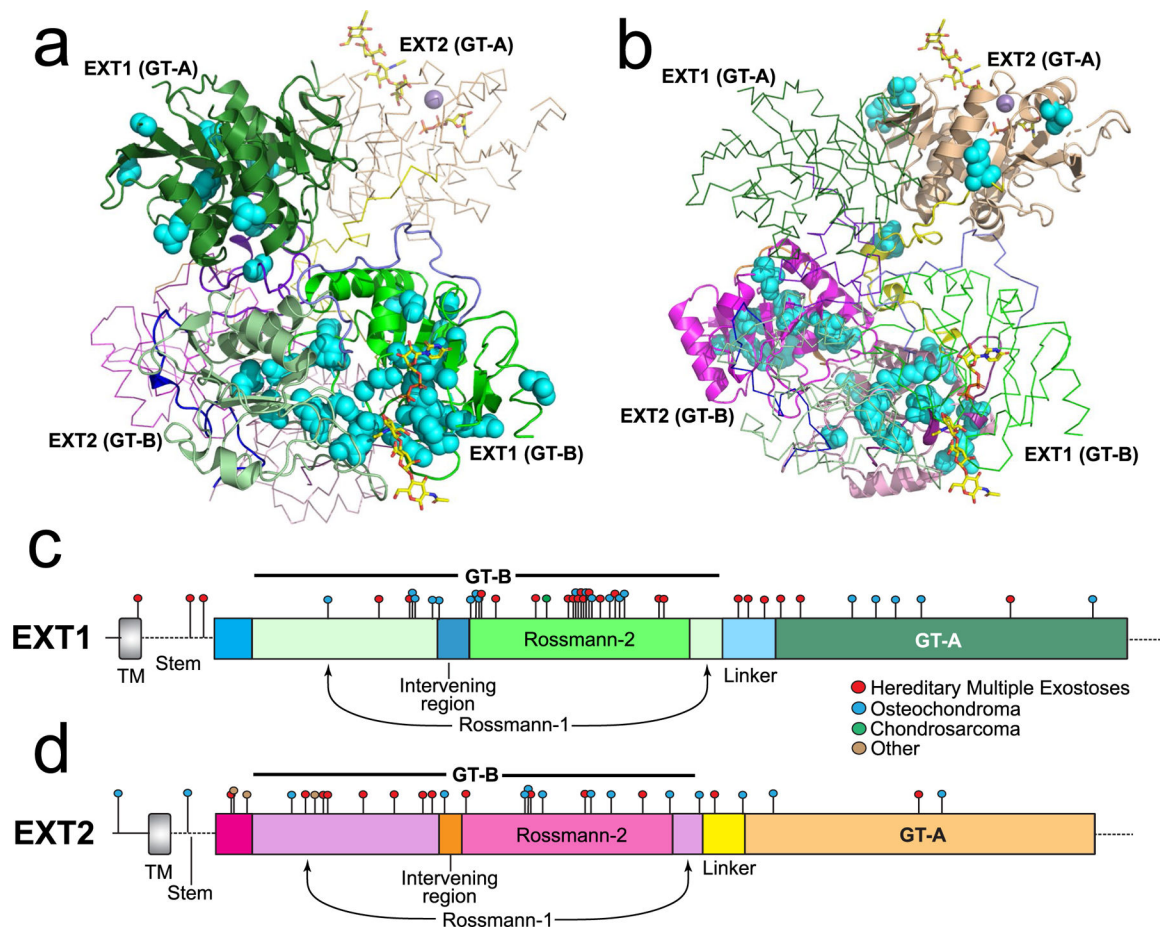 a
EXT1 (GT-A)
EXT2 (GT-A)
EXT2 (GT-B)
EXT1 (GT-B)
b
EXT1 (GT-A)
EXT2 (GT-A)
EXT2 (GT-B)
EXT1 (GT-B)
c
GT-B
EXT1
Rossmann-2
GT-A
TM
Stem
Intervening
region
Linker
Rossmann-1
Hereditary Multiple Exostoses
Osteochondroma
Chondrosarcoma
Other
d
GT-B
EXT2
Rossmann-2
GT-A
TM
Stem
Intervening
region
Linker
Rossmann-1